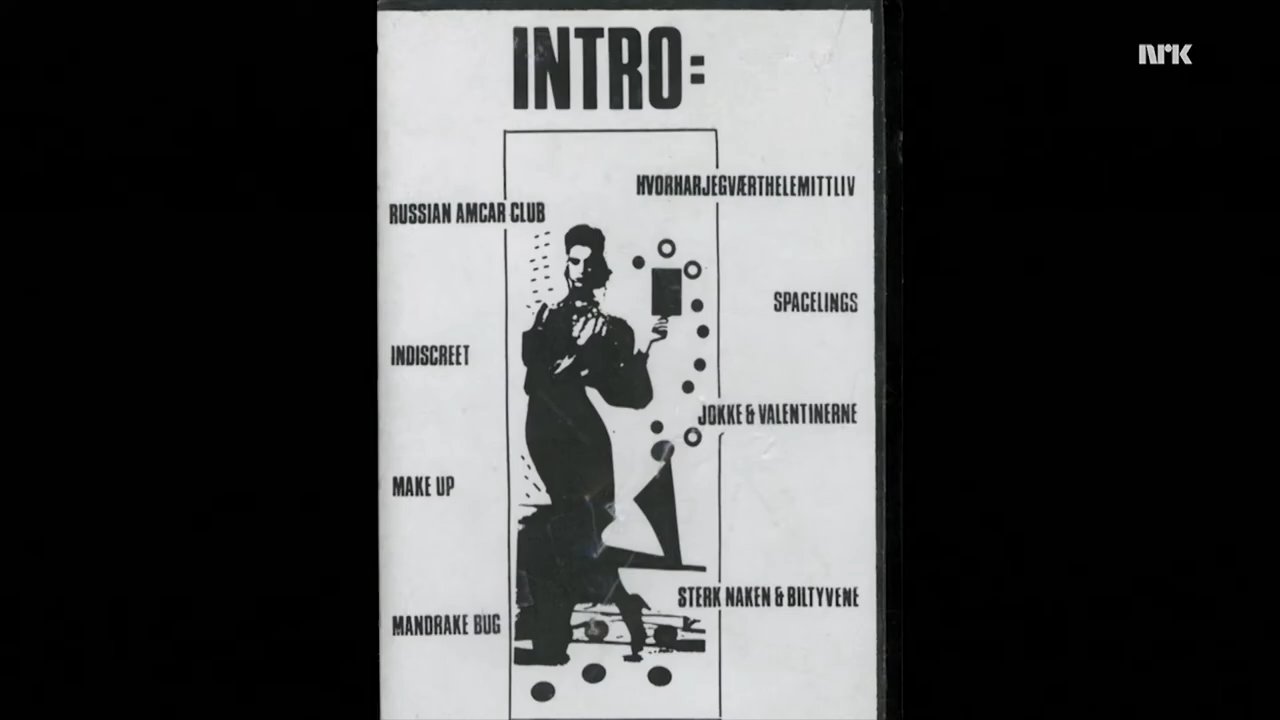 INTRO:
nrk
HVORHARJEGVÆRTHELEMITTLIV
RUSSIAN AMCAR CLUB
SPACELINGS
INDISCREET
JOKKE & VALENTINERNE
MAKE UP
STERK NAKEN & BILTYVENE
MANDRAKE BUG